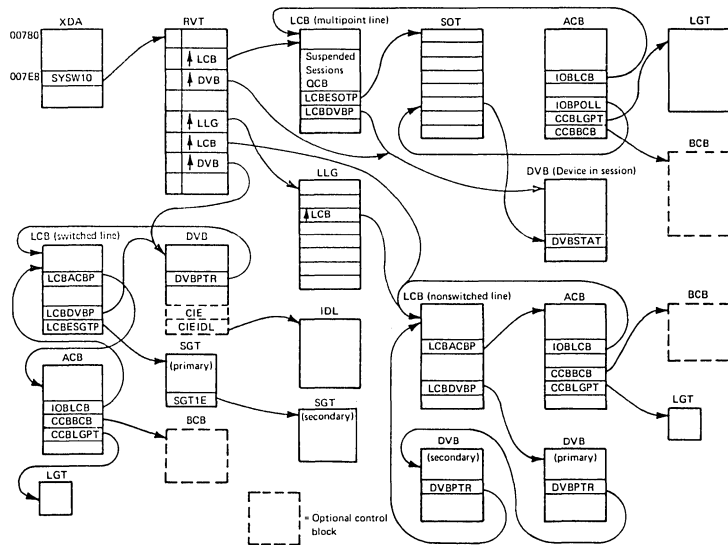 XDA
00780
007E8
SYSW10
RVT
LCB
DVB
LLG
LCB
DVB
LCB (multipoint line)
Suspended
Sessions
QCB
LCBESOTP
LCBDVBP
SOT
ACB
IOBLCB
IOBPOLL
CCBLGPT
CCBBCB
LGT
BCB
DVB (Device in session)
DVBSTAT
LLG
LCB
LCB (switched line)
LCBACBP
LCBDVBP
LCBESGTP
DVB
DVBPTR
CIE
CIEIDL
IDL
SGT
(primary)
SGT1E
SGT
(secondary)
ACB
IOBLCB
CCBBCB
CCBLGPT
BCB
LGT
LCB (nonswitched line)
LCBACBP
LCBDVBP
ACB
IOBLCB
CCBBCB
CCBLGPT
BCB
LGT
DVB
(secondary)
DVBPTR
DVB
(primary)
DVBPTR
= Optional control
block